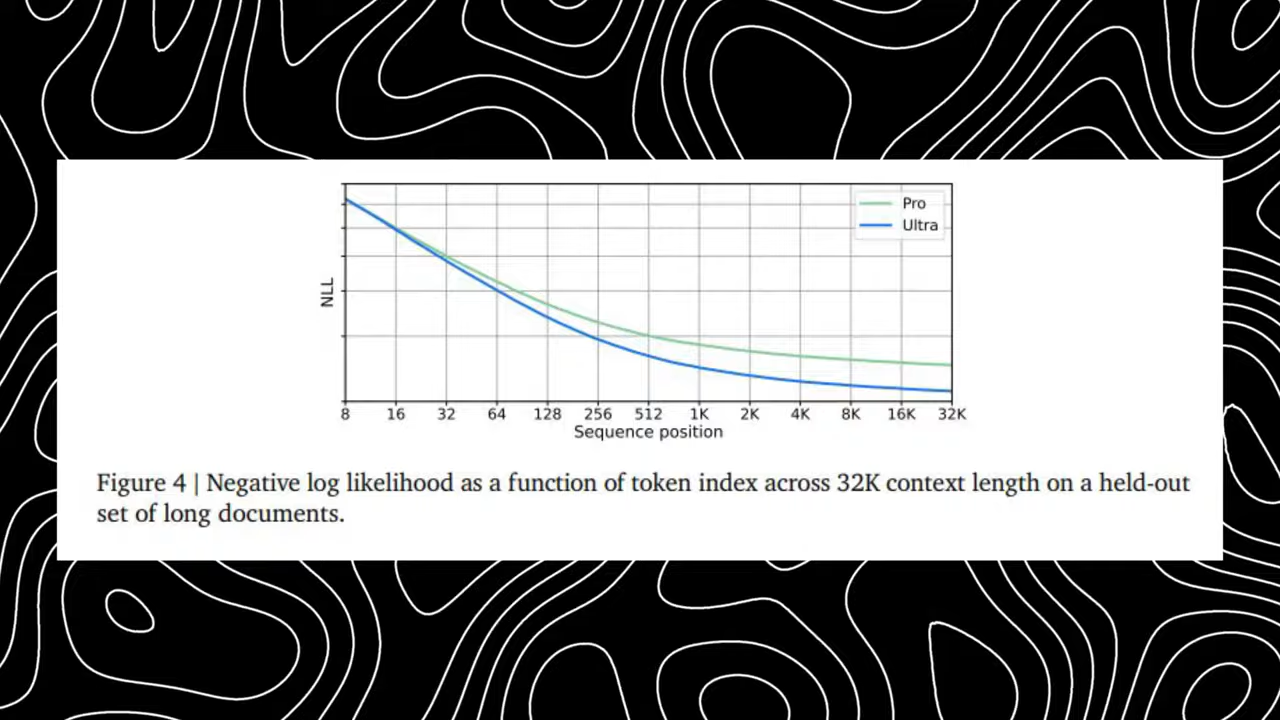 Pro
Ultra
NLL
8 16 32 64 128 256 512 1K 2K 4K 8K 16K 32K
Sequence position
Figure 4 | Negative log likelihood as a function of token index across 32K context length on a held-out
set of long documents.